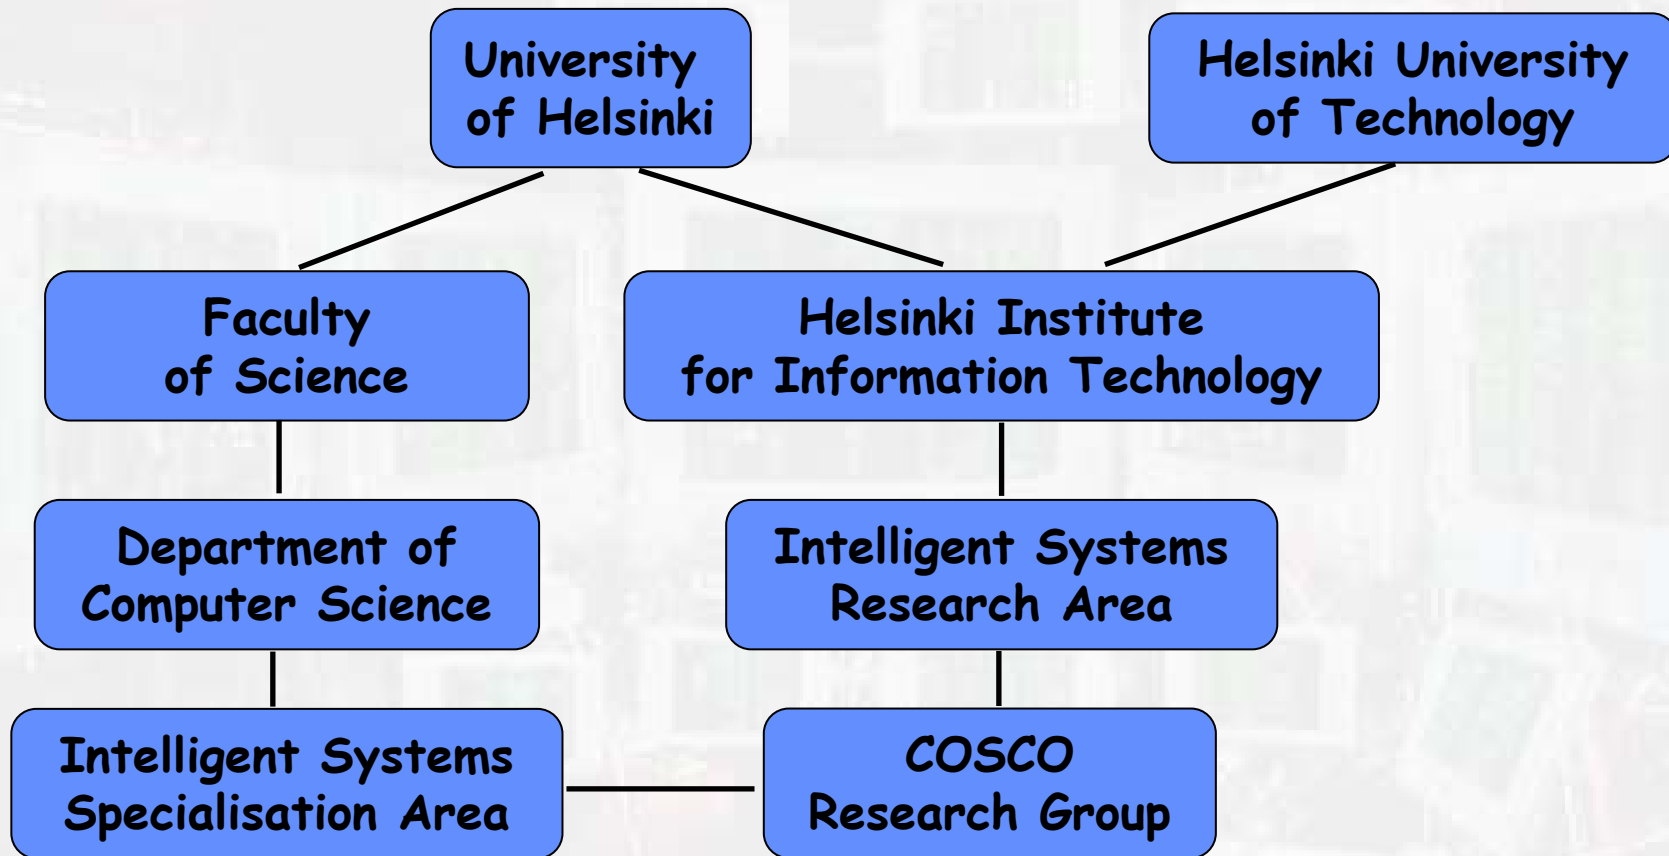 University
of Helsinki
Helsinki University
of Technology
Faculty
of Science
Helsinki Institute
for Information Technology
Department of
Computer Science
Intelligent Systems
Research Area
Intelligent Systems
Specialisation Area
COSCO
Research Group